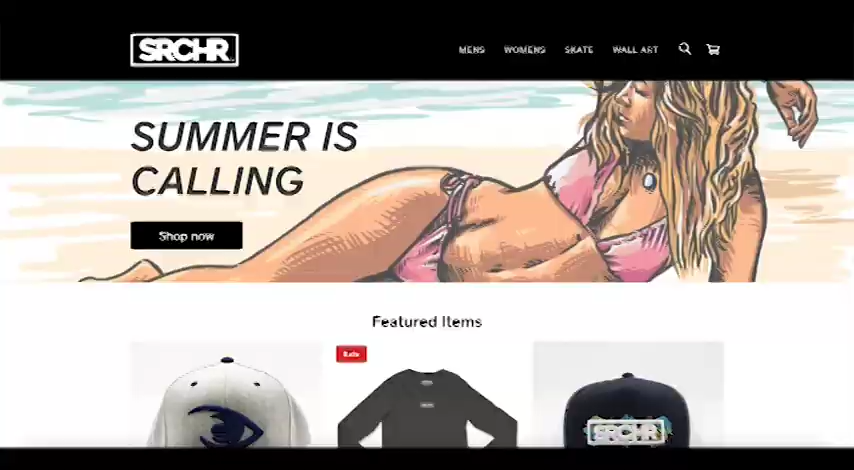 SRCHR
MENS WOMENS SKATE WALL ART
SUMMER IS
CALLING
Shop now
Featured Items
Sale
SRCHR